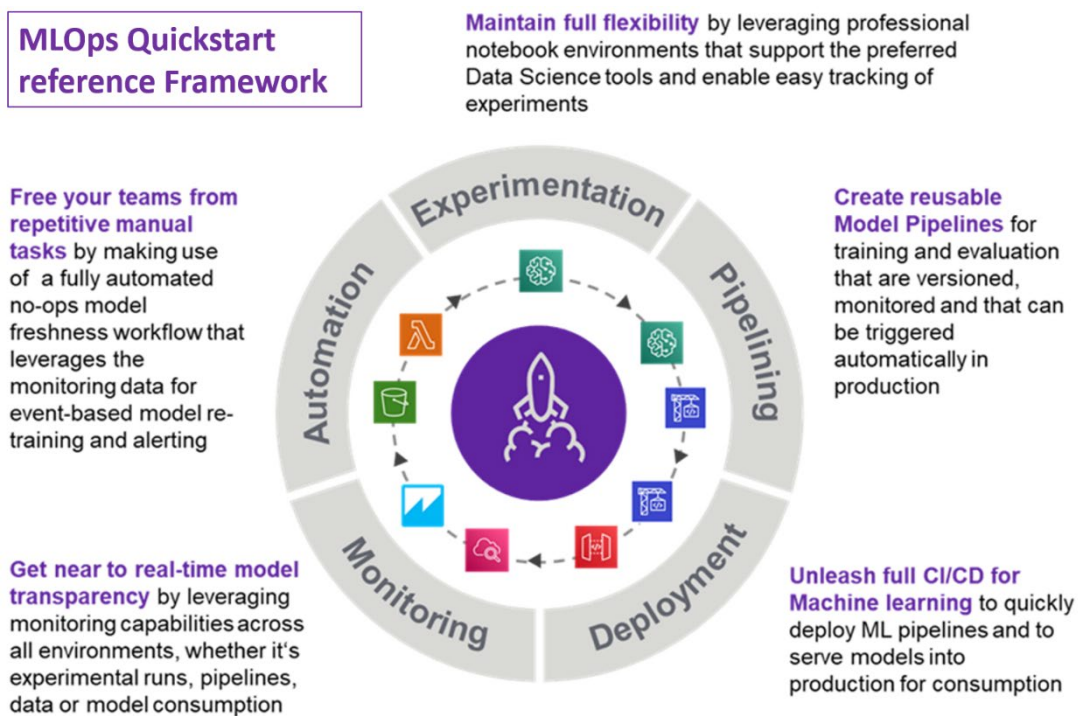 MLOps Quickstart
reference Framework
Maintain full flexibility by leveraging professional
notebook environments that support the preferred
Data Science tools and enable easy tracking of
experiments
Free your teams from
repetitive manual
tasks by making use
of a fully automated
no-ops model
freshness workflow that
leverages the
monitoring data for
event-based model re-
training and alerting
Experimentation
Pipelining
Deployment
Monitoring
Automation
Create reusable
Model Pipelines for
training and evaluation
that are versioned,
monitored and that can
be triggered
automatically in
production
Get near to real-time model
transparency by leveraging
monitoring capabilities across
all environments, whether it's
experimental runs, pipelines,
data or model consumption
Unleash full CI/CD for
Machine learning to quickly
deploy ML pipelines and to
serve models into
production for consumption